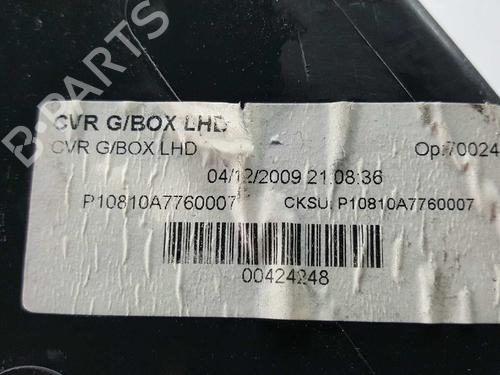 CVR G/BOX LHD
CVR G/BOX LHD Op:70024
04/12/2009 21:08:36
P10810A7760007 CKSU: P10810A7760007
00424248
B-PARTS